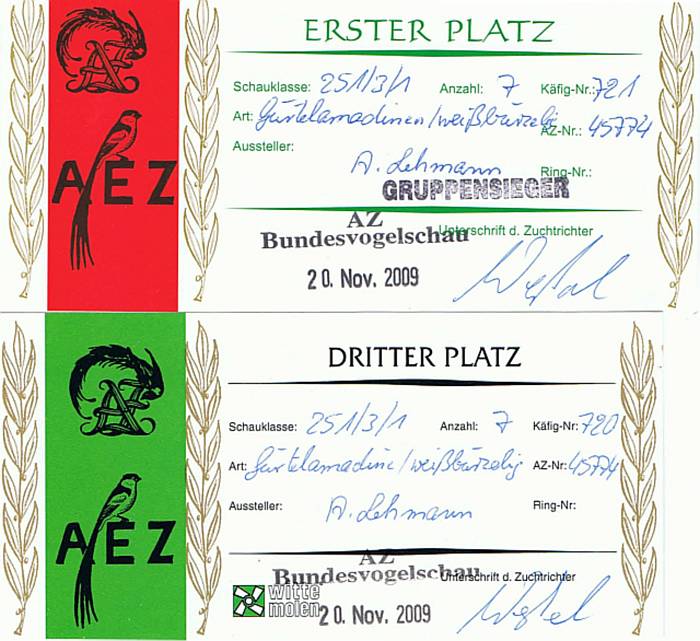 ERSTER PLATZ
Schauklasse: 251/3/1 Anzahl: 7 Käfig-Nr.: 721
Art: Gürtelamadinen/weißbürzelig AZ-Nr.: 45774
Aussteller: A. Lehmann Ring-Nr.:
GRUPPENSIEGER
AEZ
AZ
Bundesvogelschau Unterschrift d. Zuchtrichter
20. Nov. 2009
DRITTER PLATZ
Schauklasse: 251/3/1 Anzahl: 7 Käfig-Nr: 720
Art: Gürtelamadine/weißbürzelig AZ-Nr: 45774
Aussteller: A. Lehmann Ring-Nr:
AEZ
AZ
Bundesvogelschau Unterschrift d. Zuchtrichter
witte molen
20. Nov. 2009